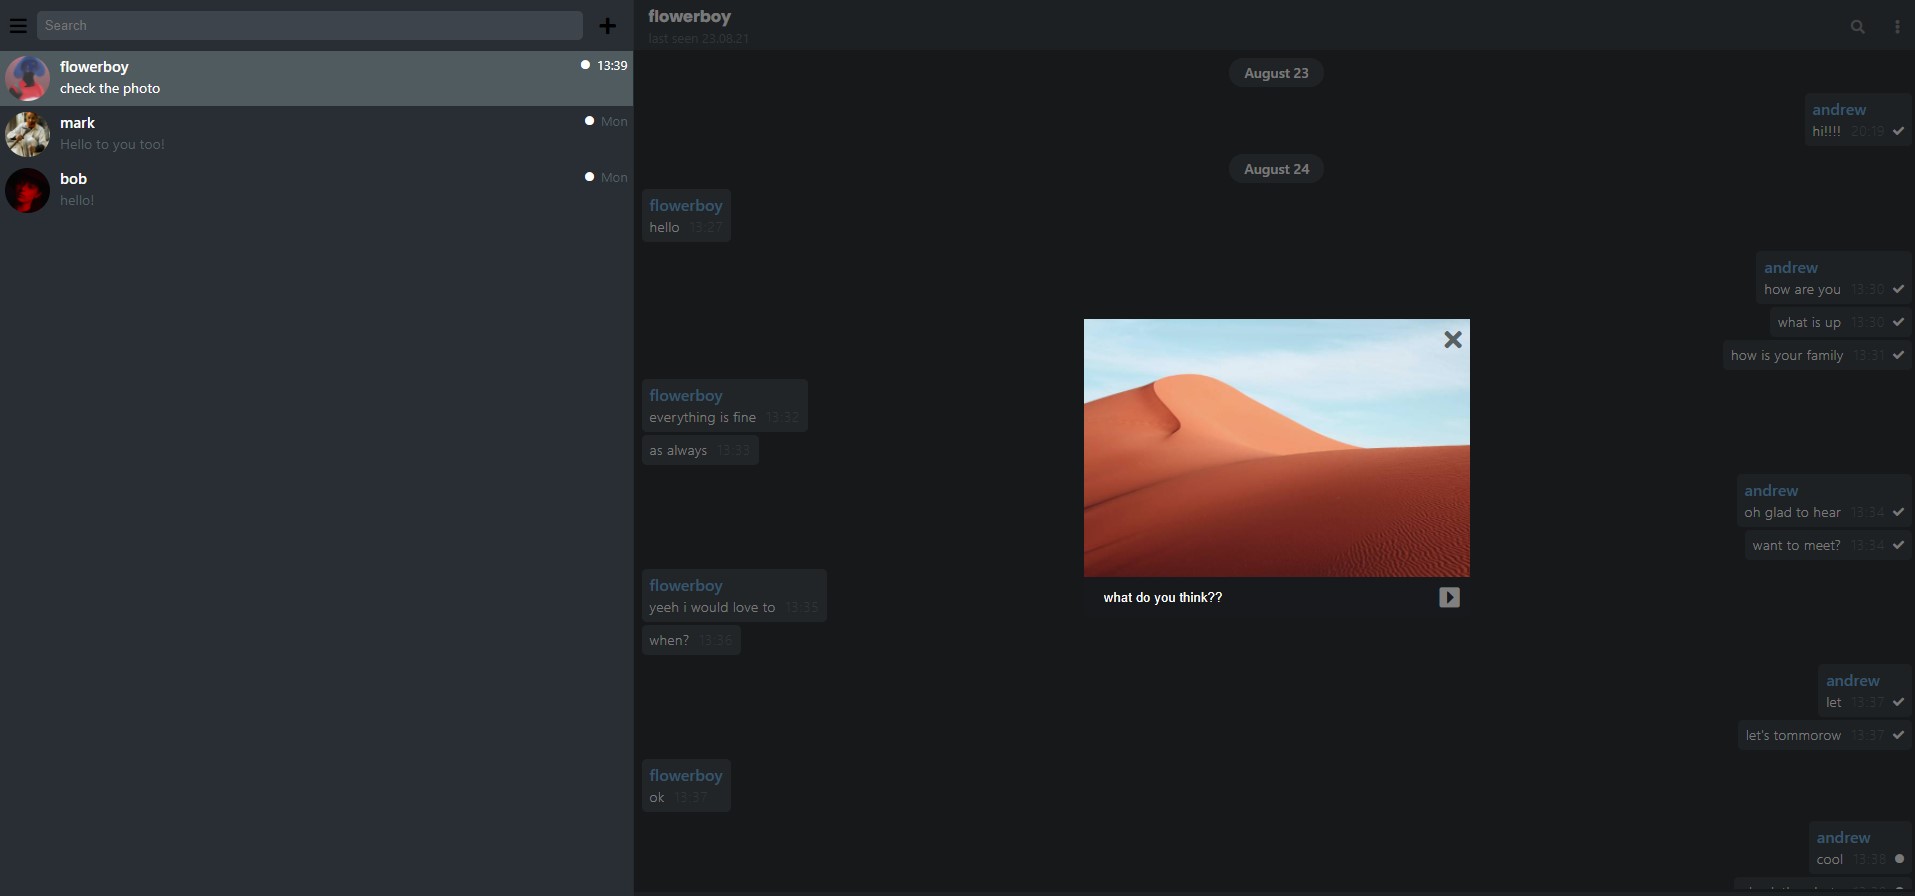 Search
flowerboy
13:39
check the photo
mark
Mon
Hello to you too!
bob
Mon
hello!
flowerboy
last seen 23.08.21
August 23
andrew
hi!!!! 20:19
August 24
flowerboy
hello 13:27
andrew
how are you 13:30
what is up 13:30
how is your family 13:31
flowerboy
everything is fine 13:32
as always 13:33
andrew
oh glad to hear 13:34
want to meet? 13:34
flowerboy
yeeh i would love to 13:35
when? 13:36
what do you think??
andrew
let 13:37
let's tommorow 13:37
flowerboy
ok 13:37
andrew
cool 13:38